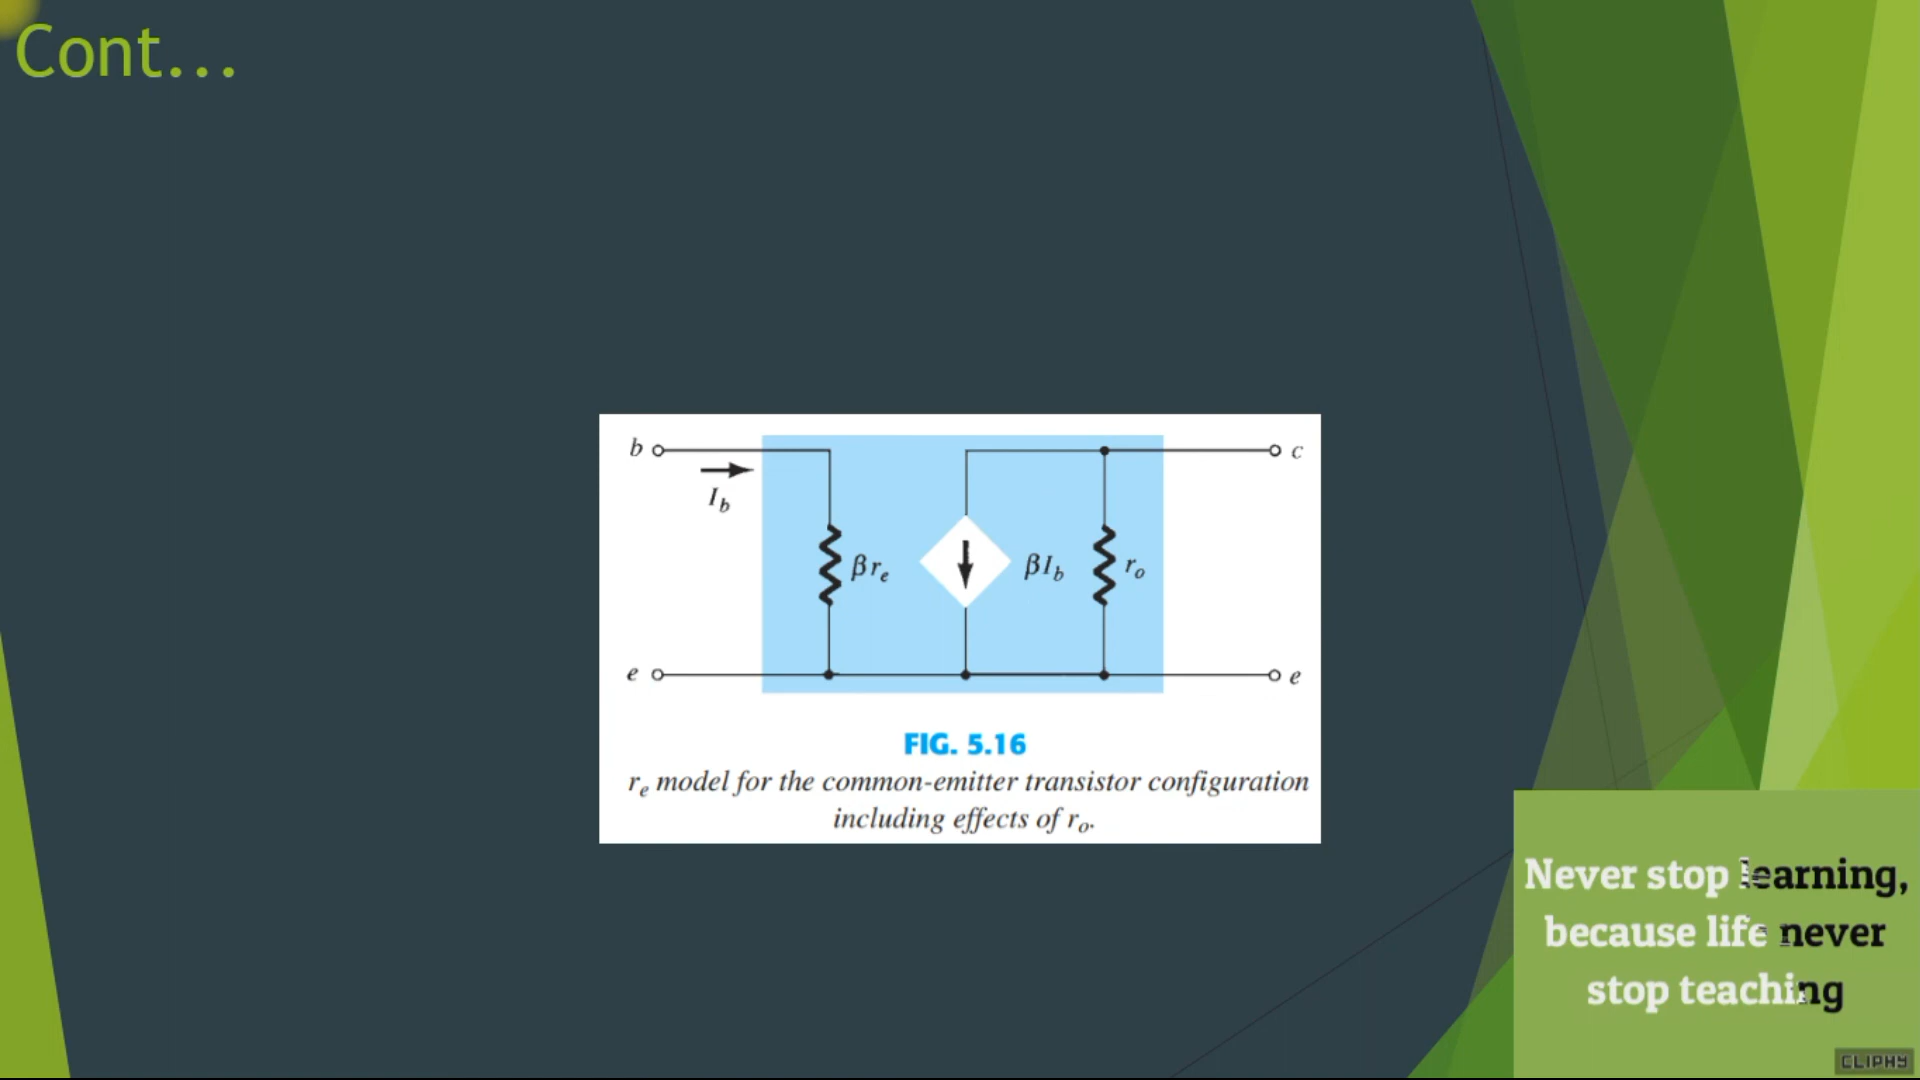 Cont...
b
c
I_b
βr_e
βI_b
r_o
e
e
FIG. 5.16
r_e model for the common-emitter transistor configuration
including effects of r_o.
Never stop learning,
because life never
stop teaching
CLIPHY